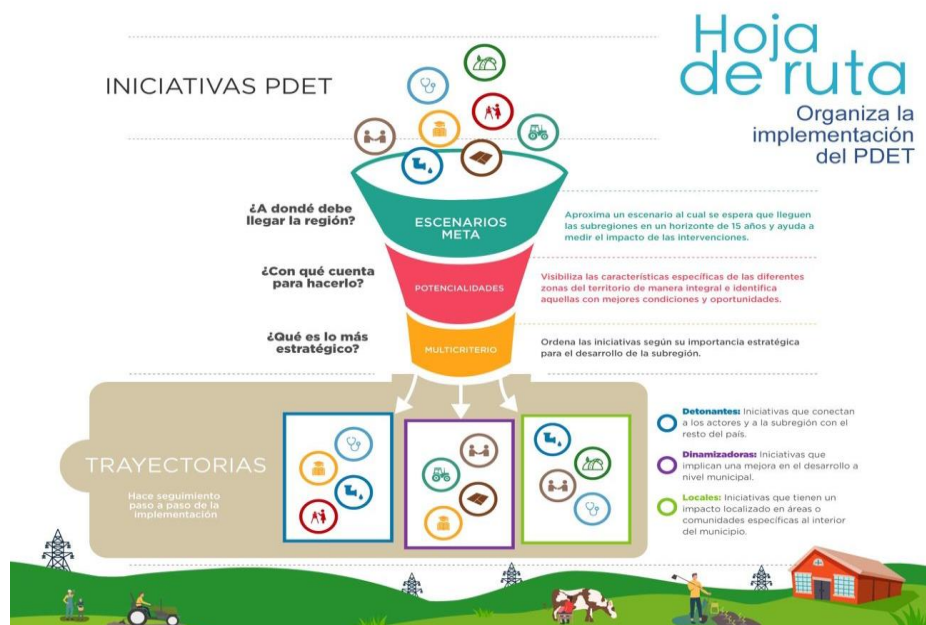 Hoja
de ruta
Organiza la
implementación
del PDET
INICIATIVAS PDET
¿A dónde debe
llegar la región?
ESCENARIOS
META
Aproxima un escenario al cual se espera que lleguen
las subregiones en un horizonte de 15 años y ayuda a
medir el impacto de las intervenciones.
¿Con qué cuenta
para hacerlo?
POTENCIALIDADES
Visibiliza las características específicas de las diferentes
zonas del territorio de manera integral e identifica
aquellas con mejores condiciones y oportunidades.
¿Qué es lo más
estratégico?
MULTICRITERIO
Ordena las iniciativas según su importancia estratégica
para el desarrollo de la subregión.
TRAYECTORIAS
Hace seguimiento
paso a paso de la
implementación
Detonantes: Iniciativas que conectan
a los actores y a la subregión con el
resto del país.
Dinamizadoras: Iniciativas que
implican una mejora en el desarrollo a
nivel municipal.
Locales: Iniciativas que tienen un
impacto localizado en áreas o
comunidades específicas al interior
del municipio.